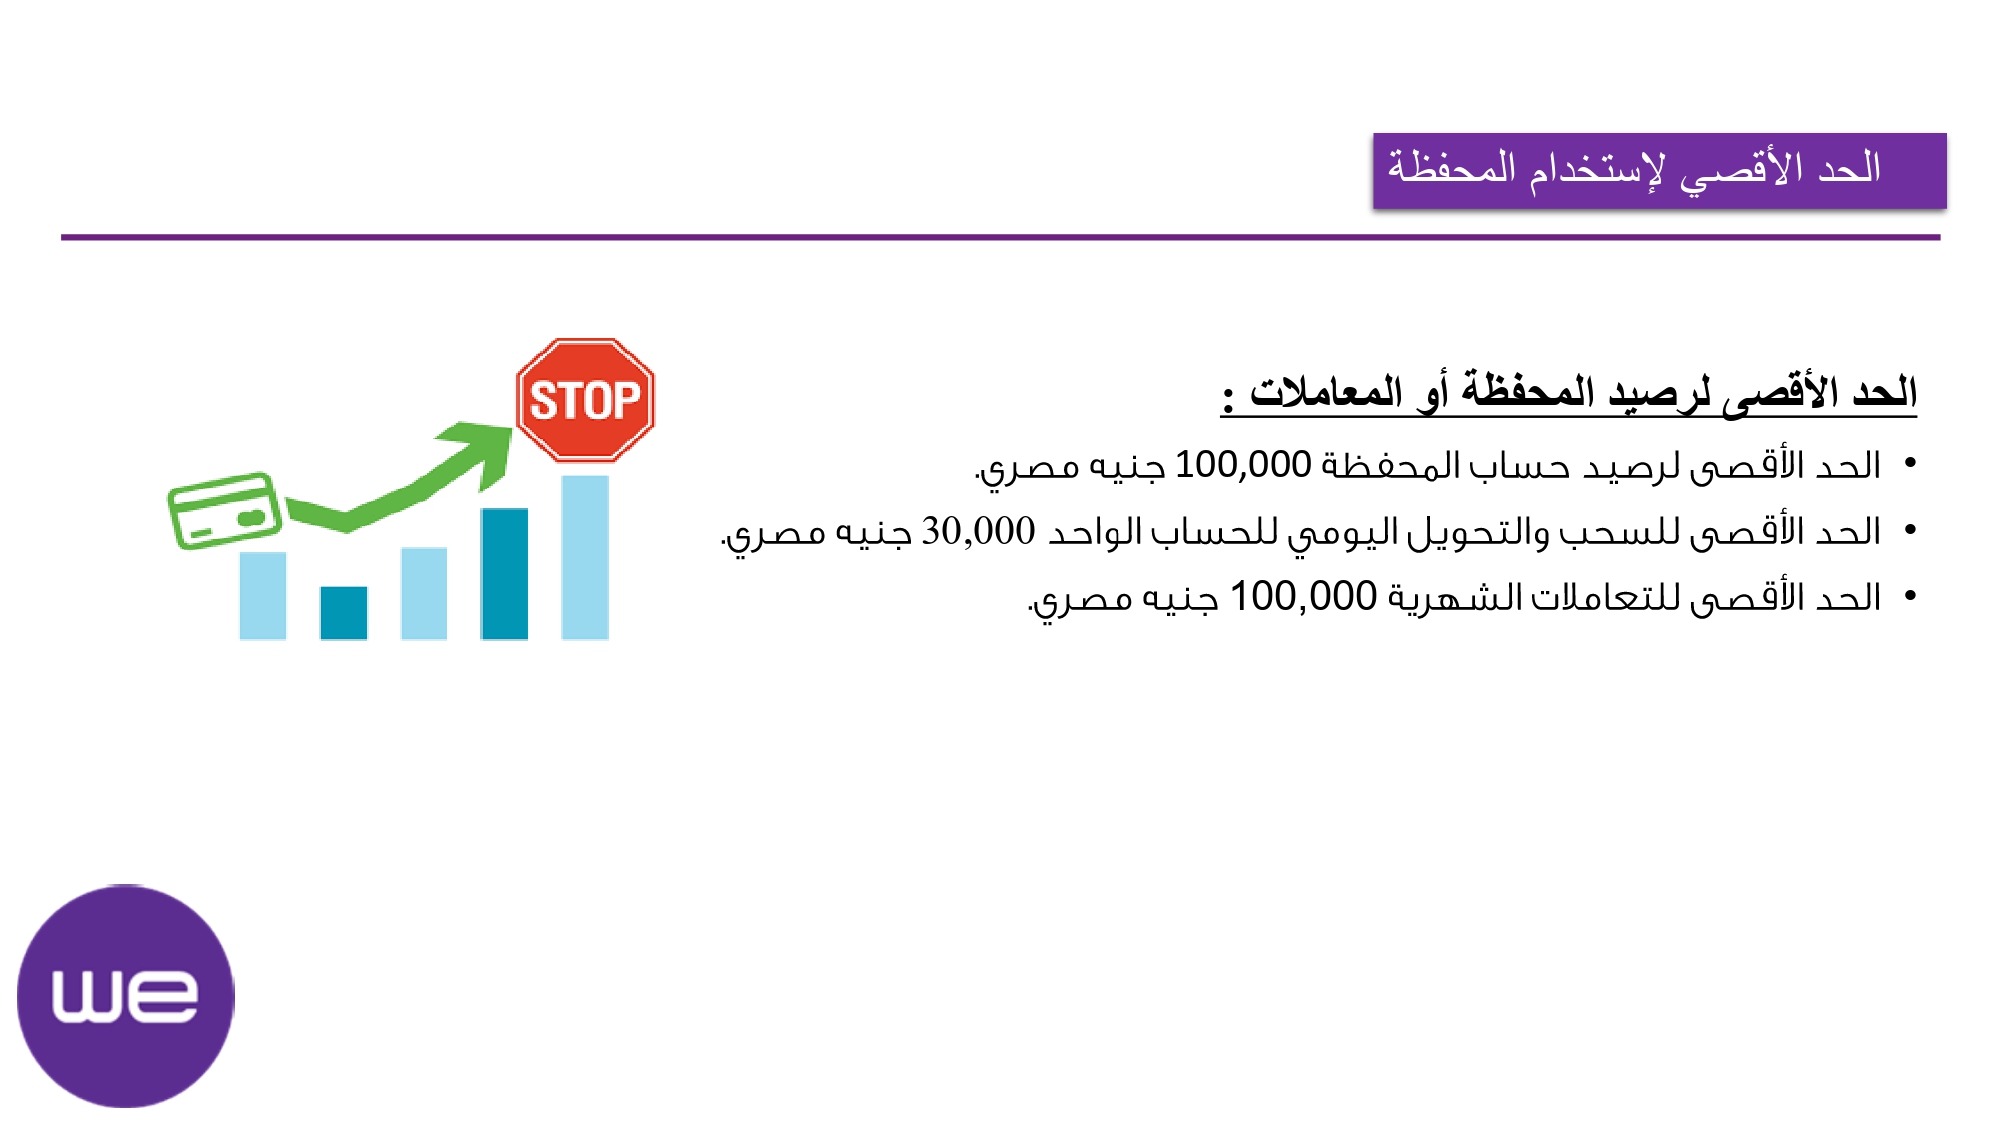 الحد الأقصي لإستخدام المحفظة
الحد الأقصى لرصيد المحفظة أو المعاملات :
• الحد الأقصى لرصيد حساب المحفظة 100,000 جنيه مصري.
• الحد الأقصى للسحب والتحويل اليومي للحساب الواحد 30,000 جنيه مصري.
• الحد الأقصى للتعاملات الشهرية 100,000 جنيه مصري.
STOP
we